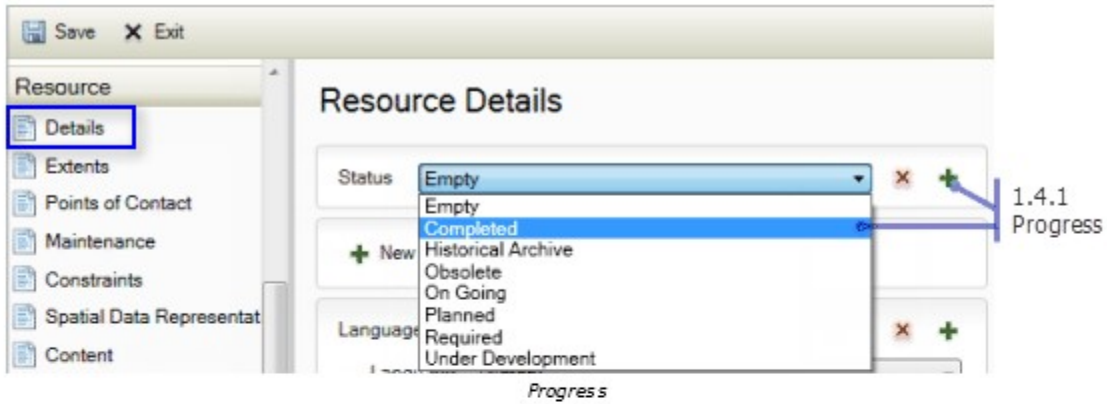 Save Exit
Resource
Details
Extents
Points of Contact
Maintenance
Constraints
Spatial Data Representat
Content
Resource Details
Status Empty
Empty
Completed
Historical Archive
Obsolete
On Going
Planned
Required
Under Development
New
Language
1.4.1
Progress
Progress